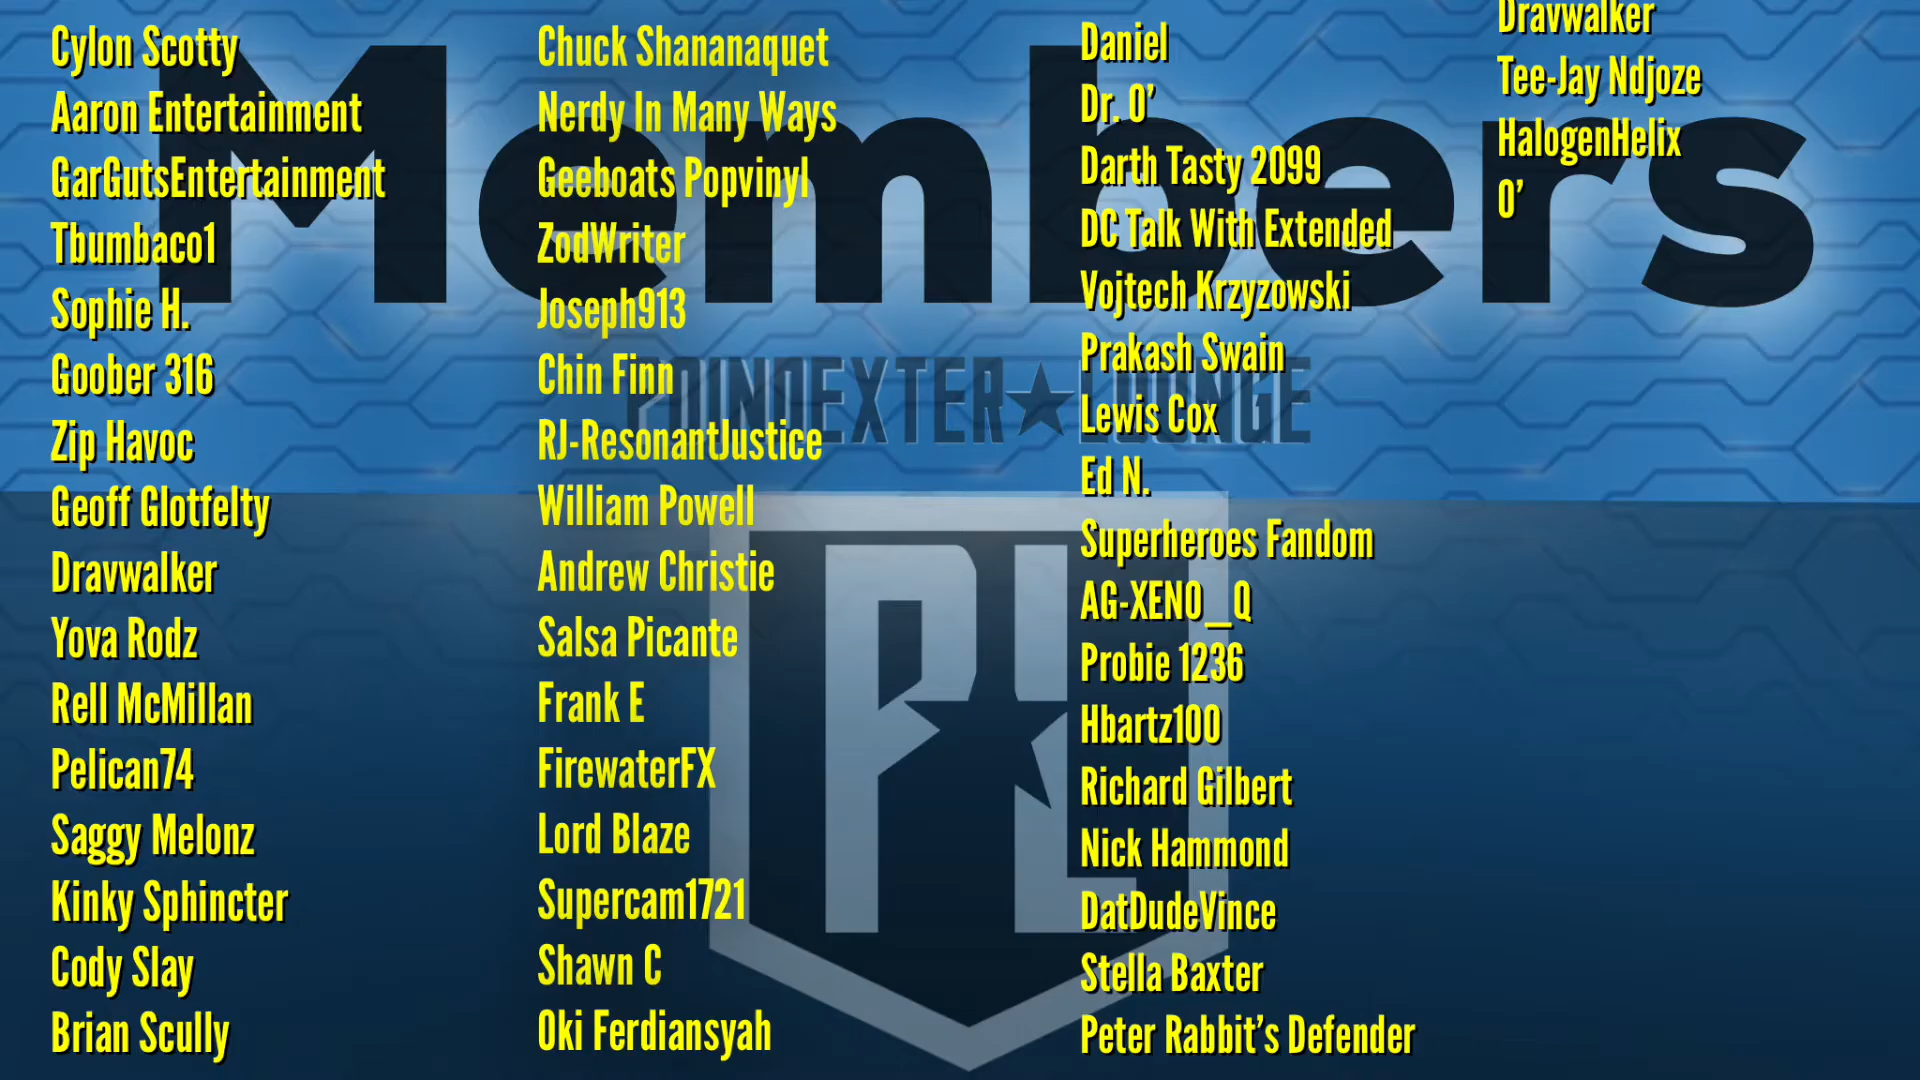 Members
POINDEXTER★LOUNGE
PL
Cylon Scotty
Aaron Entertainment
GarGutsEntertainment
Tbumbaco1
Sophie H.
Goober 316
Zip Havoc
Geoff Glotfelty
Dravwalker
Yova Rodz
Rell McMillan
Pelican74
Saggy Melonz
Kinky Sphincter
Cody Slay
Brian Scully
Chuck Shananaquet
Nerdy In Many Ways
Geeboats Popvinyl
ZodWriter
Joseph913
Chin Finn
RJ-ResonantJustice
William Powell
Andrew Christie
Salsa Picante
Frank E
FirewaterFX
Lord Blaze
Supercam1721
Shawn C
Oki Ferdiansyah
Daniel
Dr. O’
Darth Tasty 2099
DC Talk With Extended
Vojtech Krzyzowski
Prakash Swain
Lewis Cox
Ed N.
Superheroes Fandom
AG-XENO_Q
Probie 1236
Hbartz100
Richard Gilbert
Nick Hammond
DatDudeVince
Stella Baxter
Peter Rabbit’s Defender
Dravwalker
Tee-Jay Ndjoze
HalogenHelix
O’